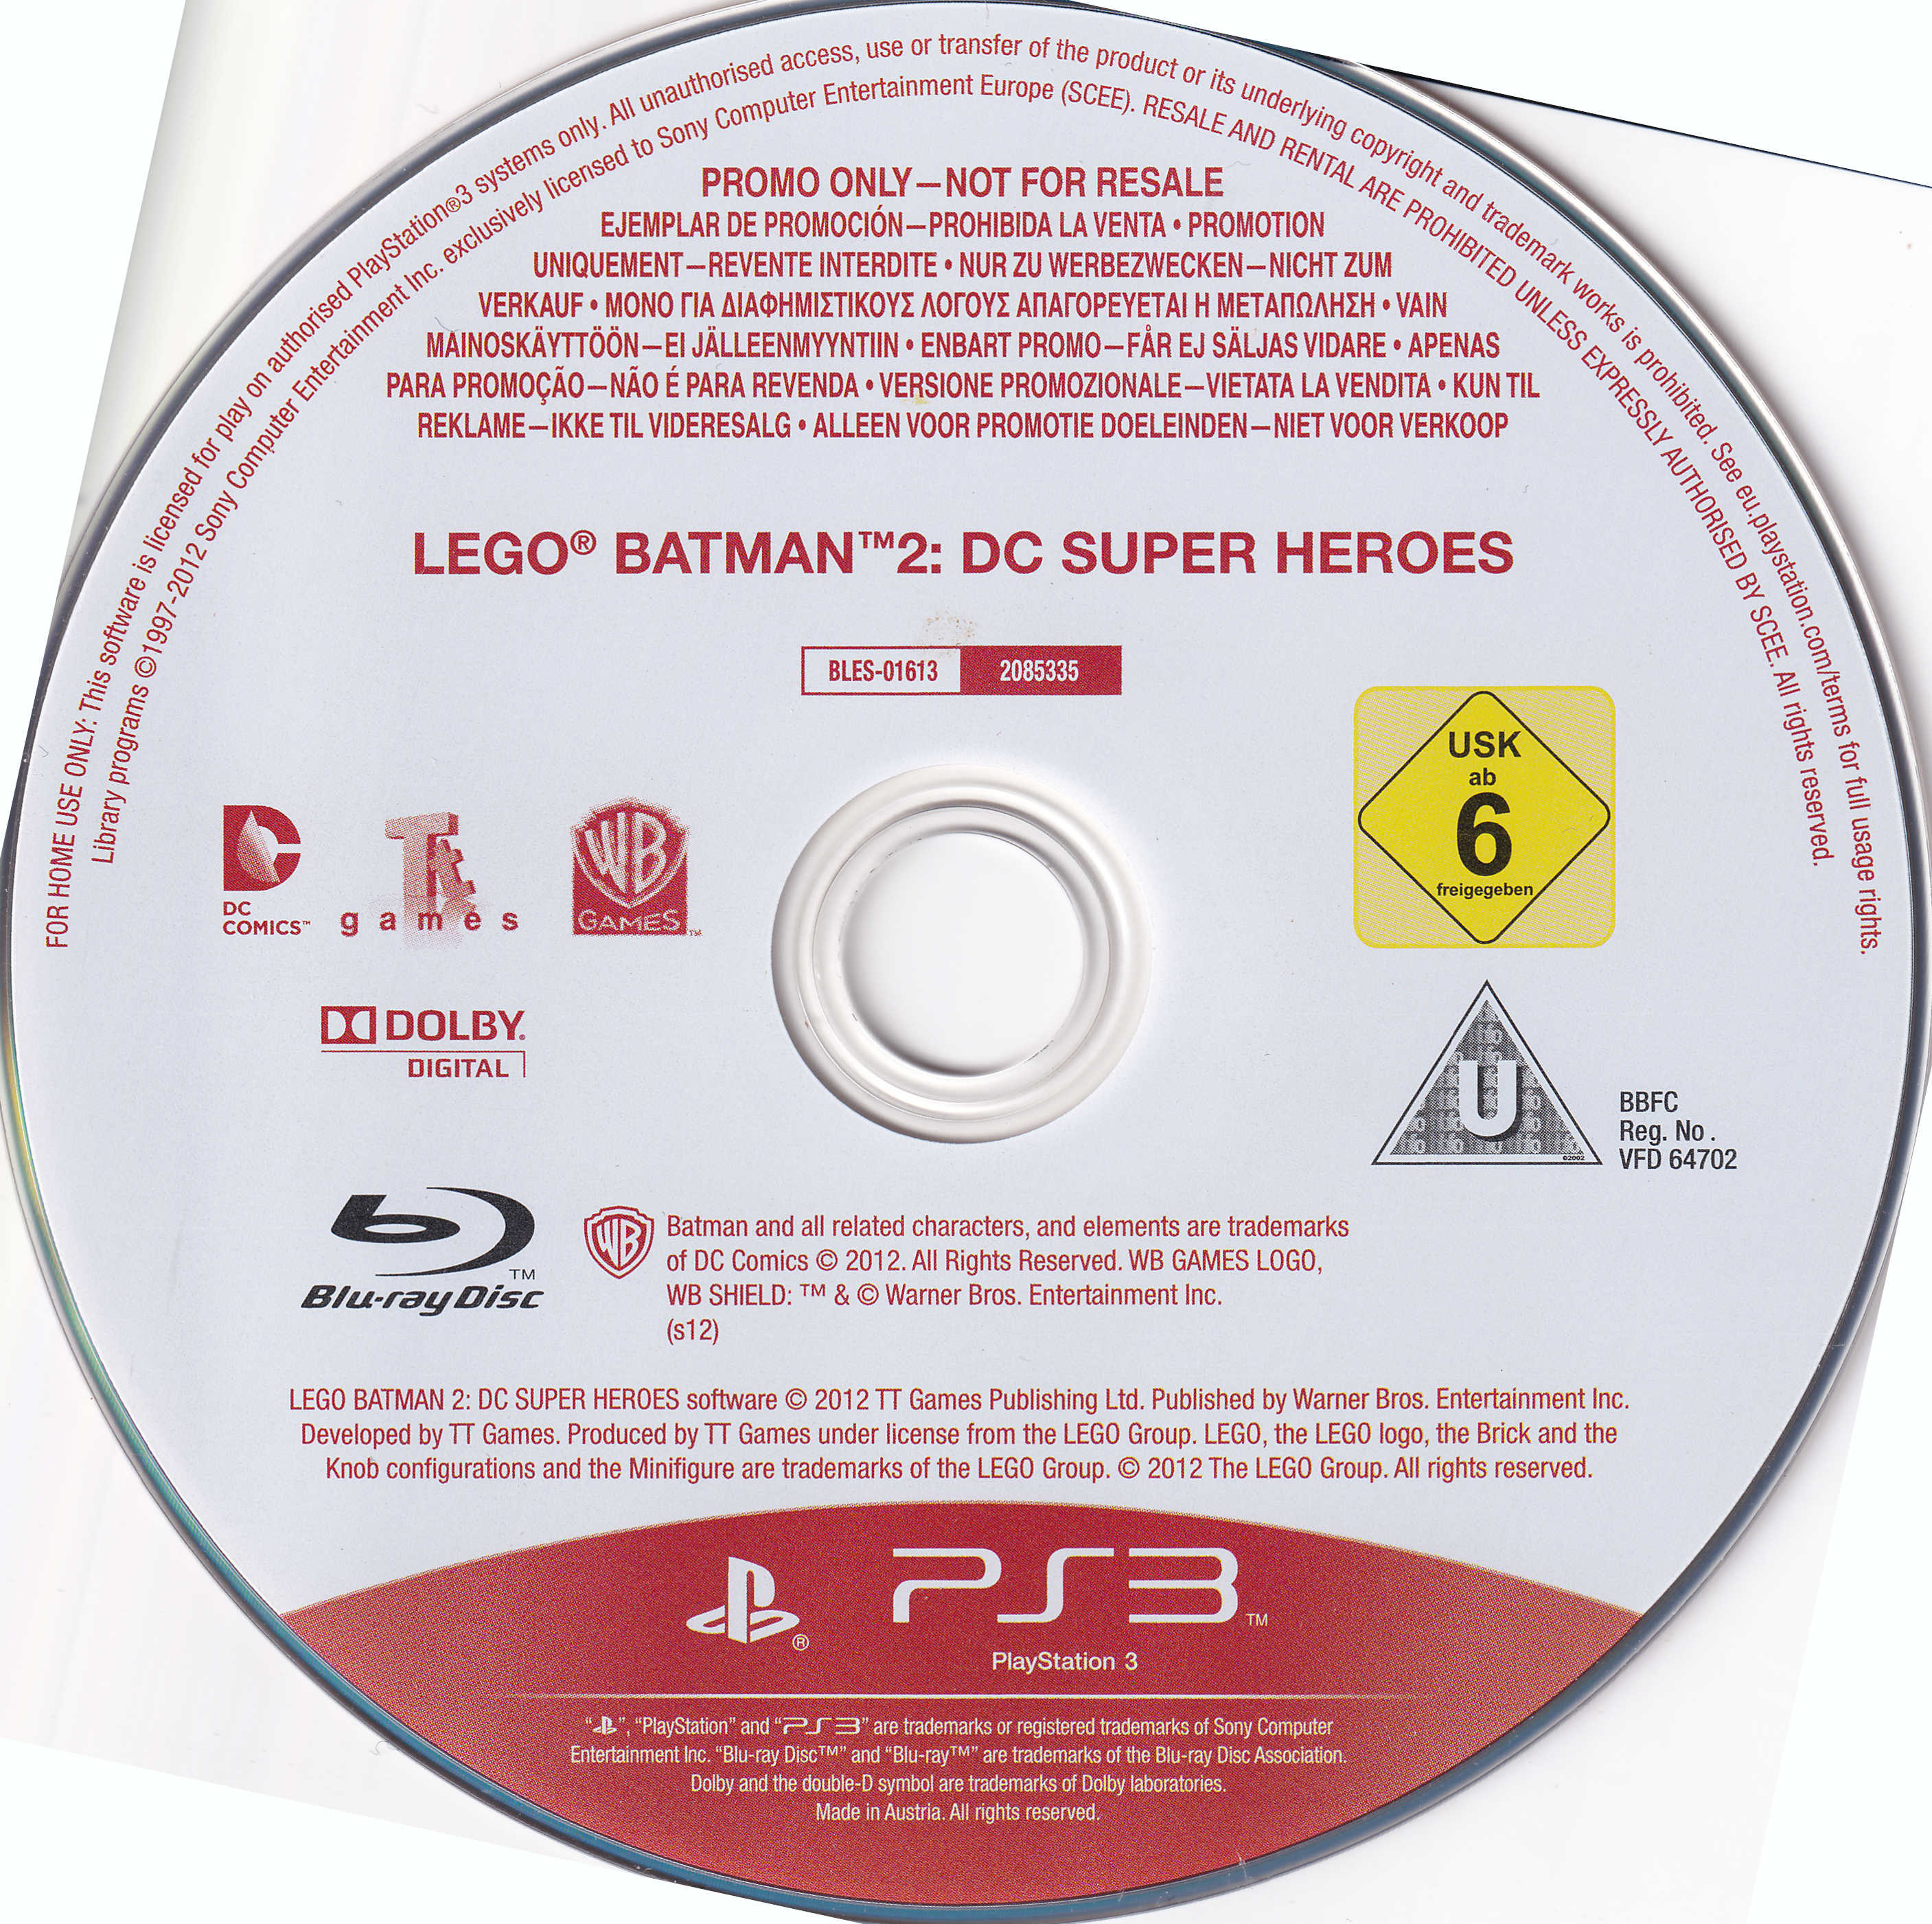 FOR HOME USE ONLY: This software is licensed for play on authorised PlayStation®3 systems only. All unauthorised access, use or transfer of the product or its underlying copyright and trademark works is prohibited. See eu.playstation.com/terms for full usage rights.
Library programs ©1997-2012 Sony Computer Entertainment Inc. exclusively licensed to Sony Computer Entertainment Europe (SCEE). RESALE AND RENTAL ARE PROHIBITED UNLESS EXPRESSLY AUTHORISED BY SCEE. All rights reserved.
PROMO ONLY—NOT FOR RESALE
EJEMPLAR DE PROMOCIÓN—PROHIBIDA LA VENTA • PROMOTION
UNIQUEMENT—REVENTE INTERDITE • NUR ZU WERBEZWECKEN—NICHT ZUM
VERKAUF • ΜΟΝΟ ΓΙΑ ΔΙΑΦΗΜΙΣΤΙΚΟΥΣ ΛΟΓΟΥΣ ΑΠΑΓΟΡΕΥΕΤΑΙ Η ΜΕΤΑΠΩΛΗΣΗ • VAIN
MAINOSKÄYTTÖÖN—EI JÄLLEENMYYNTIIN • ENBART PROMO—FÅR EJ SÄLJAS VIDARE • APENAS
PARA PROMOÇÃO—NÃO É PARA REVENDA • VERSIONE PROMOZIONALE—VIETATA LA VENDITA • KUN TIL
REKLAME—IKKE TIL VIDERESALG • ALLEEN VOOR PROMOTIE DOELEINDEN—NIET VOOR VERKOOP
LEGO® BATMAN™2: DC SUPER HEROES
BLES-01613 2085335
USK
ab
6
freigegeben
DC
COMICS™
TT
games
WB
GAMES™
DOLBY®
DIGITAL
U
©2002
BBFC
Reg. No .
VFD 64702
Blu-ray Disc™
WB
Batman and all related characters, and elements are trademarks
of DC Comics © 2012. All Rights Reserved. WB GAMES LOGO,
WB SHIELD: ™ & © Warner Bros. Entertainment Inc.
(s12)
LEGO BATMAN 2: DC SUPER HEROES software © 2012 TT Games Publishing Ltd. Published by Warner Bros. Entertainment Inc.
Developed by TT Games. Produced by TT Games under license from the LEGO Group. LEGO, the LEGO logo, the Brick and the
Knob configurations and the Minifigure are trademarks of the LEGO Group. © 2012 The LEGO Group. All rights reserved.
® PS3™
PlayStation 3
“PS”, “PlayStation” and “PS3” are trademarks or registered trademarks of Sony Computer
Entertainment Inc. “Blu-ray Disc™” and “Blu-ray™” are trademarks of the Blu-ray Disc Association.
Dolby and the double-D symbol are trademarks of Dolby laboratories.
Made in Austria. All rights reserved.